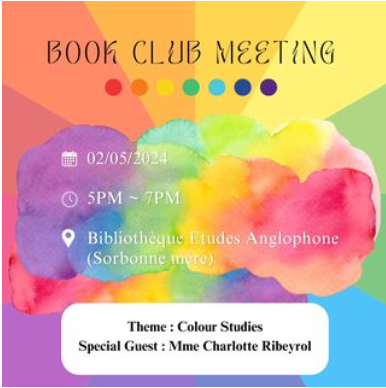 BOOK CLUB MEETING
02/05/2024
5PM ~ 7PM
Bibliothèque Etudes Anglophone
(Sorbonne mère)
Theme : Colour Studies
Special Guest : Mme Charlotte Ribeyrol